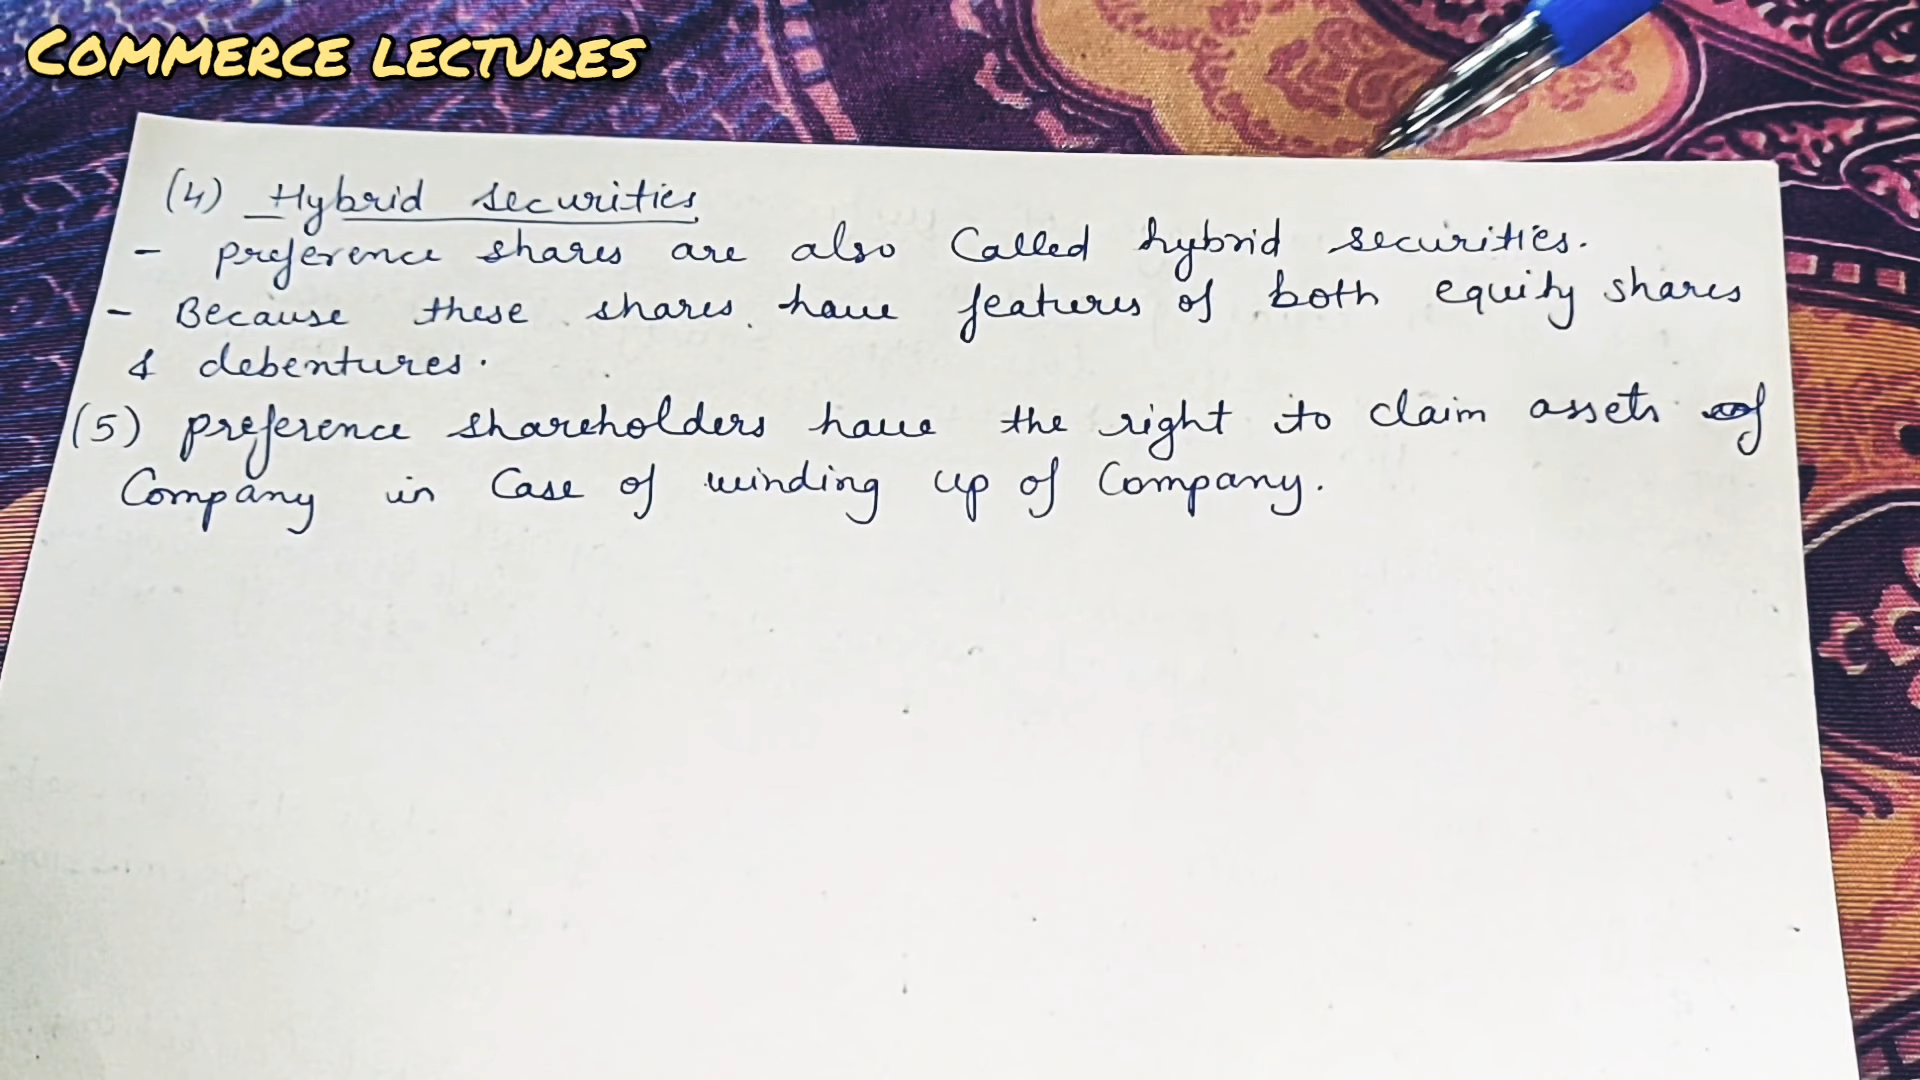 COMMERCE LECTURES
(4) Hybrid securities
- preference shares are also Called hybrid securities.
- Because these shares have features of both equity shares
& debentures.
(5) preference shareholders have the right to claim assets of
Company in Case of winding up of Company.